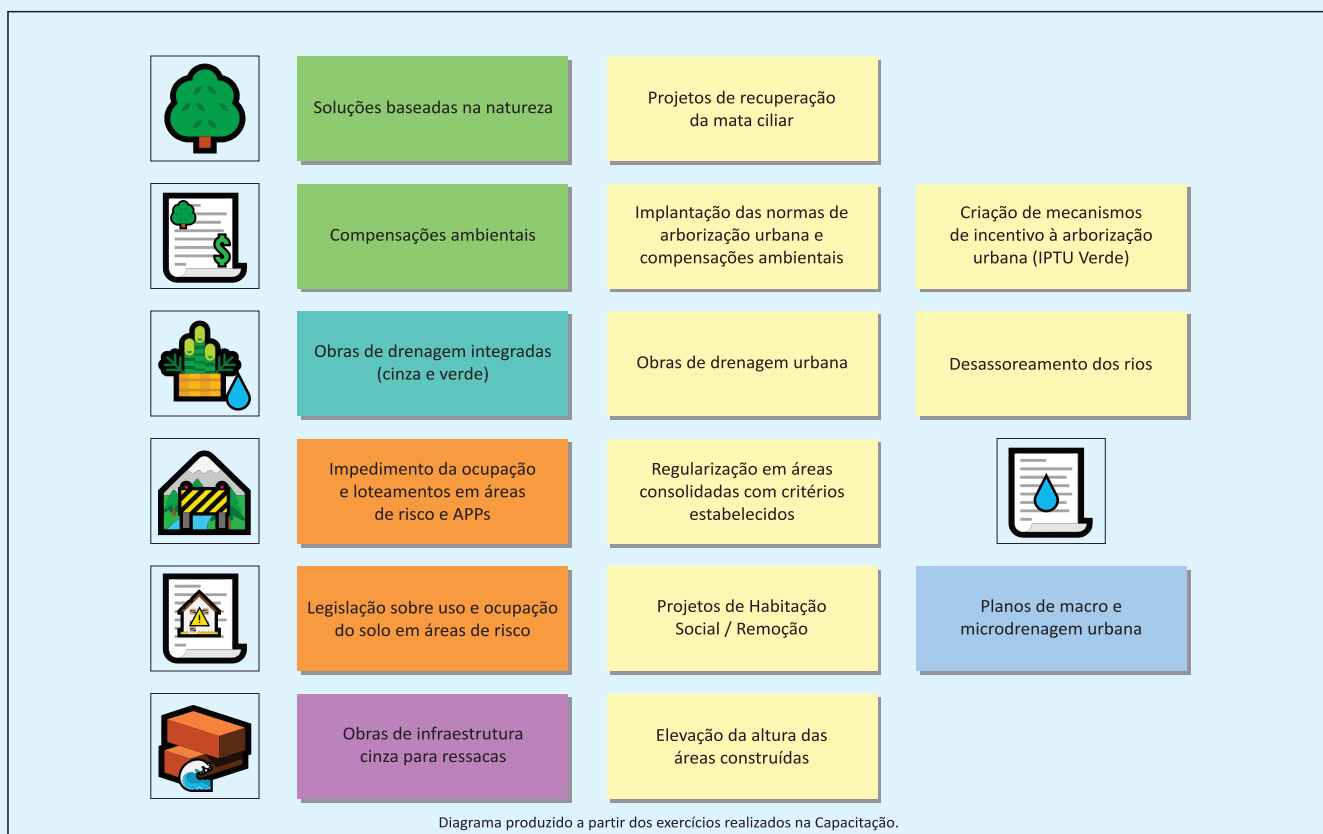 Soluções baseadas na natureza
Projetos de recuperação
da mata ciliar
Compensações ambientais
Implantação das normas de
arborização urbana e
compensações ambientais
Criação de mecanismos
de incentivo à arborização
urbana (IPTU Verde)
Obras de drenagem integradas
(cinza e verde)
Obras de drenagem urbana
Desassoreamento dos rios
Impedimento da ocupação
e loteamentos em áreas
de risco e APPs
Regularização em áreas
consolidadas com critérios
estabelecidos
Legislação sobre uso e ocupação
do solo em áreas de risco
Projetos de Habitação
Social / Remoção
Planos de macro e
microdrenagem urbana
Obras de infraestrutura
cinza para ressacas
Elevação da altura das
áreas construídas
Diagrama produzido a partir dos exercícios realizados na Capacitação.